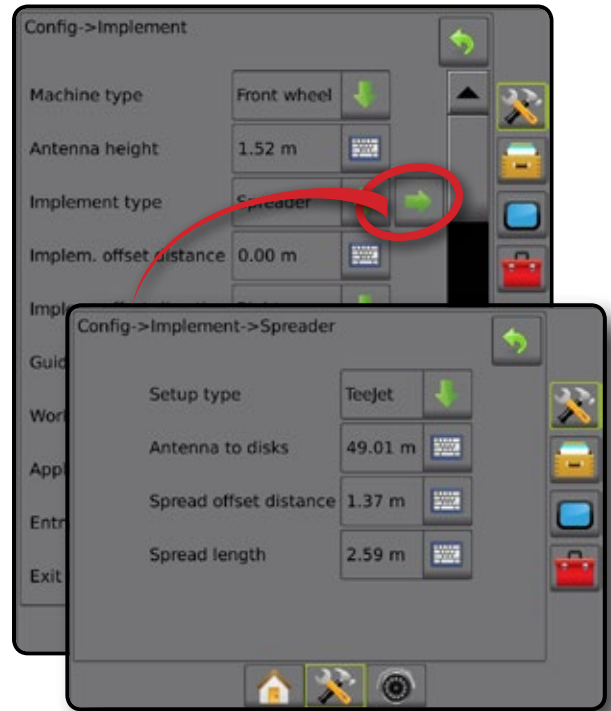 Config->Implement
Machine type Front wheel
Antenna height 1.52 m
Implement type Spreader
Implem. offset distance 0.00 m
Config->Implement->Spreader
Setup type TeeJet
Antenna to disks 49.01 m
Spread offset distance 1.37 m
Spread length 2.59 m
Exit